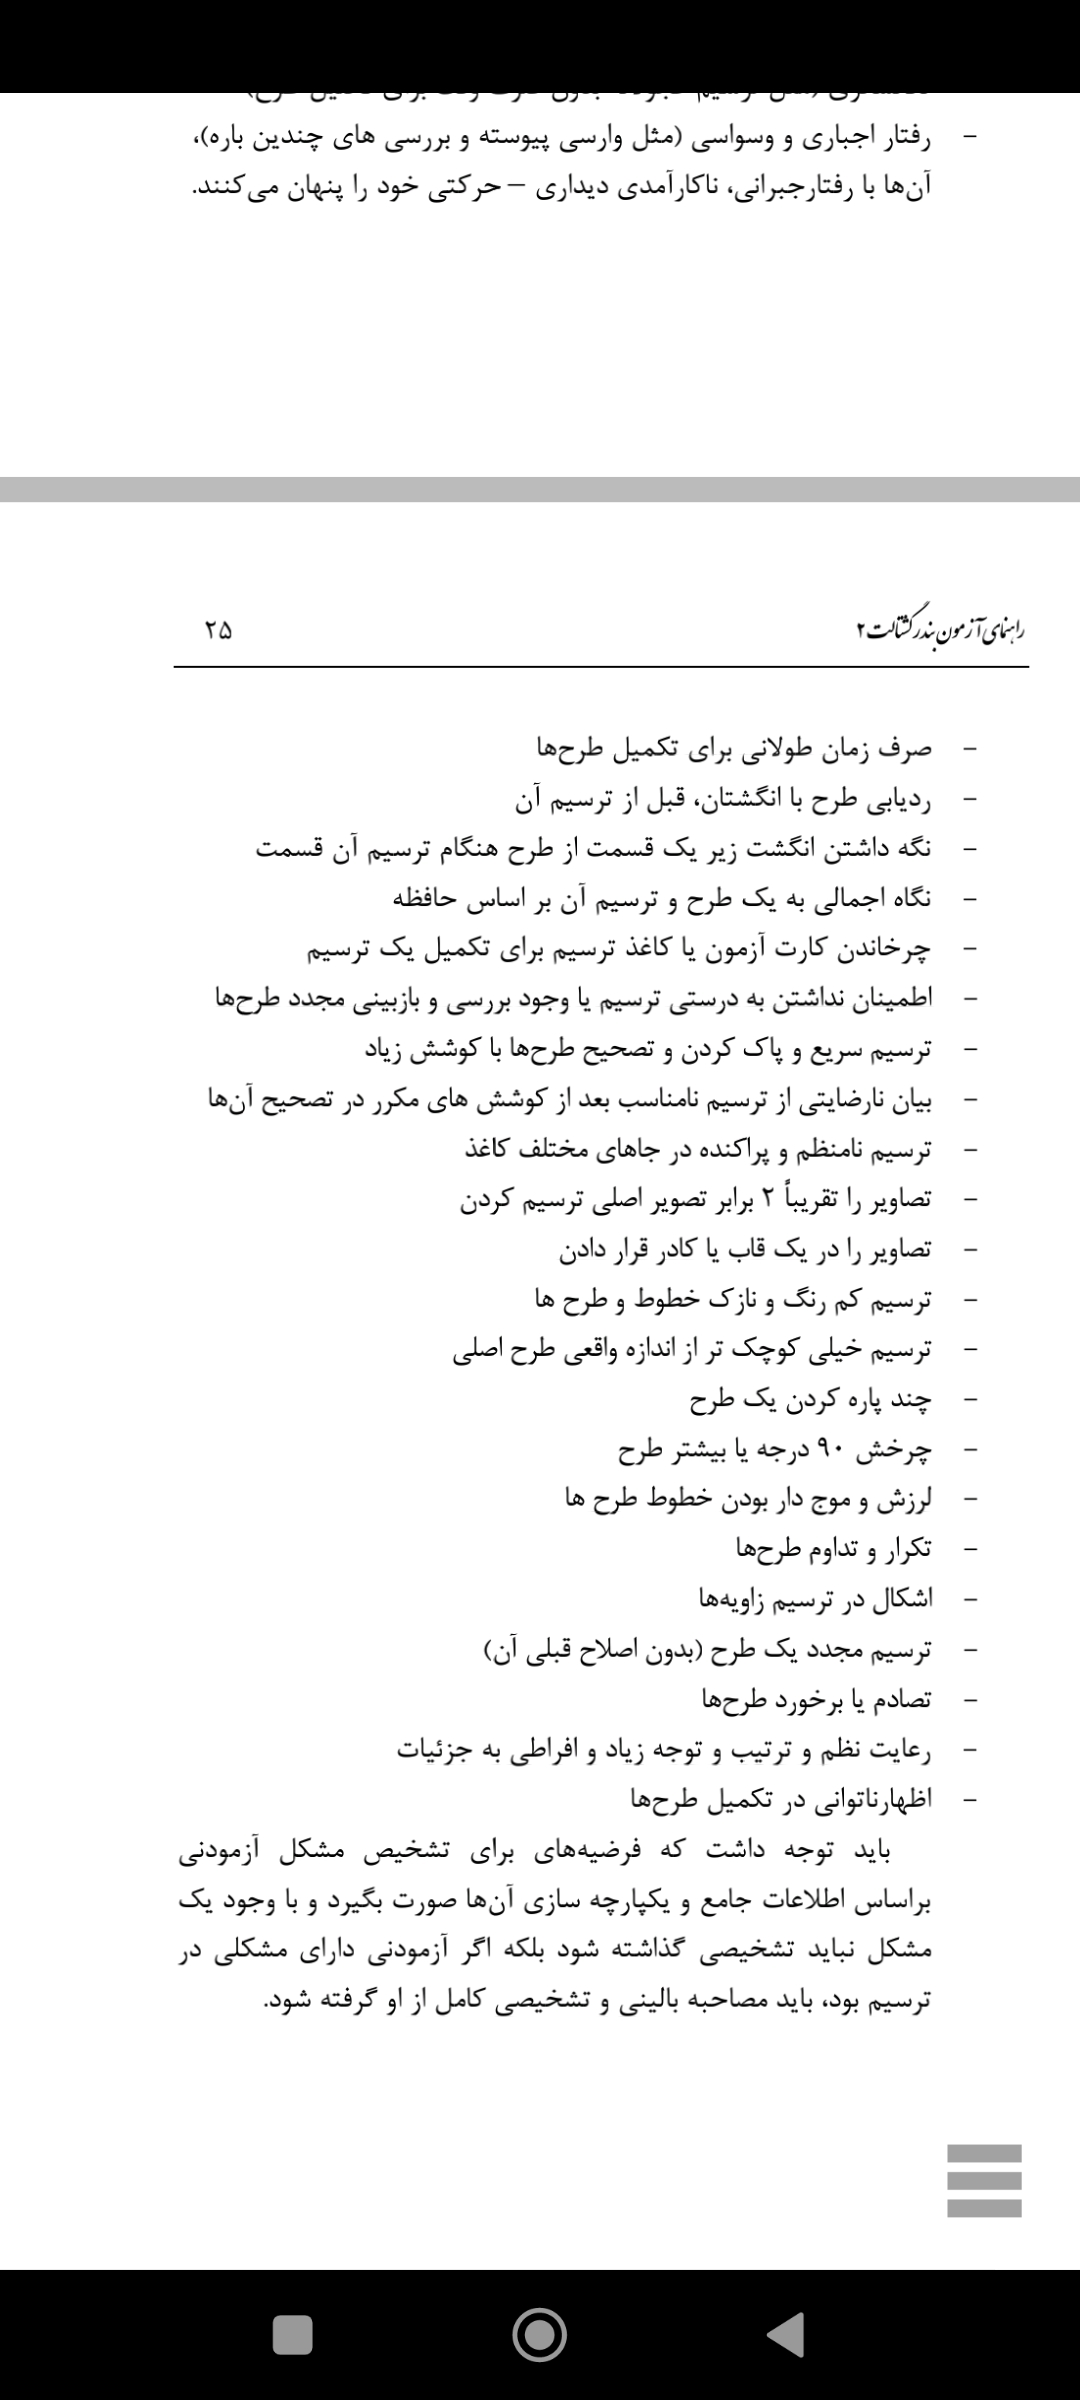 - رفتار اجباری و وسواسی (مثل وارسی پیوسته و بررسی های چندین باره)،
آن‌ها با رفتارجبرانی، ناکارآمدی دیداری – حرکتی خود را پنهان می‌کنند.
راهنمای آزمون بندر گشتالت ۲ ۲۵
- صرف زمان طولانی برای تکمیل طرح‌ها
- ردیابی طرح با انگشتان، قبل از ترسیم آن
- نگه داشتن انگشت زیر یک قسمت از طرح هنگام ترسیم آن قسمت
- نگاه اجمالی به یک طرح و ترسیم آن بر اساس حافظه
- چرخاندن کارت آزمون یا کاغذ ترسیم برای تکمیل یک ترسیم
- اطمینان نداشتن به درستی ترسیم یا وجود بررسی و بازبینی مجدد طرح‌ها
- ترسیم سریع و پاک کردن و تصحیح طرح‌ها با کوشش زیاد
- بیان نارضایتی از ترسیم نامناسب بعد از کوشش های مکرر در تصحیح آن‌ها
- ترسیم نامنظم و پراکنده در جاهای مختلف کاغذ
- تصاویر را تقریباً ۲ برابر تصویر اصلی ترسیم کردن
- تصاویر را در یک قاب یا کادر قرار دادن
- ترسیم کم رنگ و نازک خطوط و طرح ها
- ترسیم خیلی کوچک تر از اندازه واقعی طرح اصلی
- چند پاره کردن یک طرح
- چرخش ۹۰ درجه یا بیشتر طرح
- لرزش و موج دار بودن خطوط طرح ها
- تکرار و تداوم طرح‌ها
- اشکال در ترسیم زاویه‌ها
- ترسیم مجدد یک طرح (بدون اصلاح قبلی آن)
- تصادم یا برخورد طرح‌ها
- رعایت نظم و ترتیب و توجه زیاد و افراطی به جزئیات
- اظهارناتوانی در تکمیل طرح‌ها
باید توجه داشت که فرضیه‌های برای تشخیص مشکل آزمودنی
براساس اطلاعات جامع و یکپارچه سازی آن‌ها صورت بگیرد و با وجود یک
مشکل نباید تشخیصی گذاشته شود بلکه اگر آزمودنی دارای مشکلی در
ترسیم بود، باید مصاحبه بالینی و تشخیصی کامل از او گرفته شود.